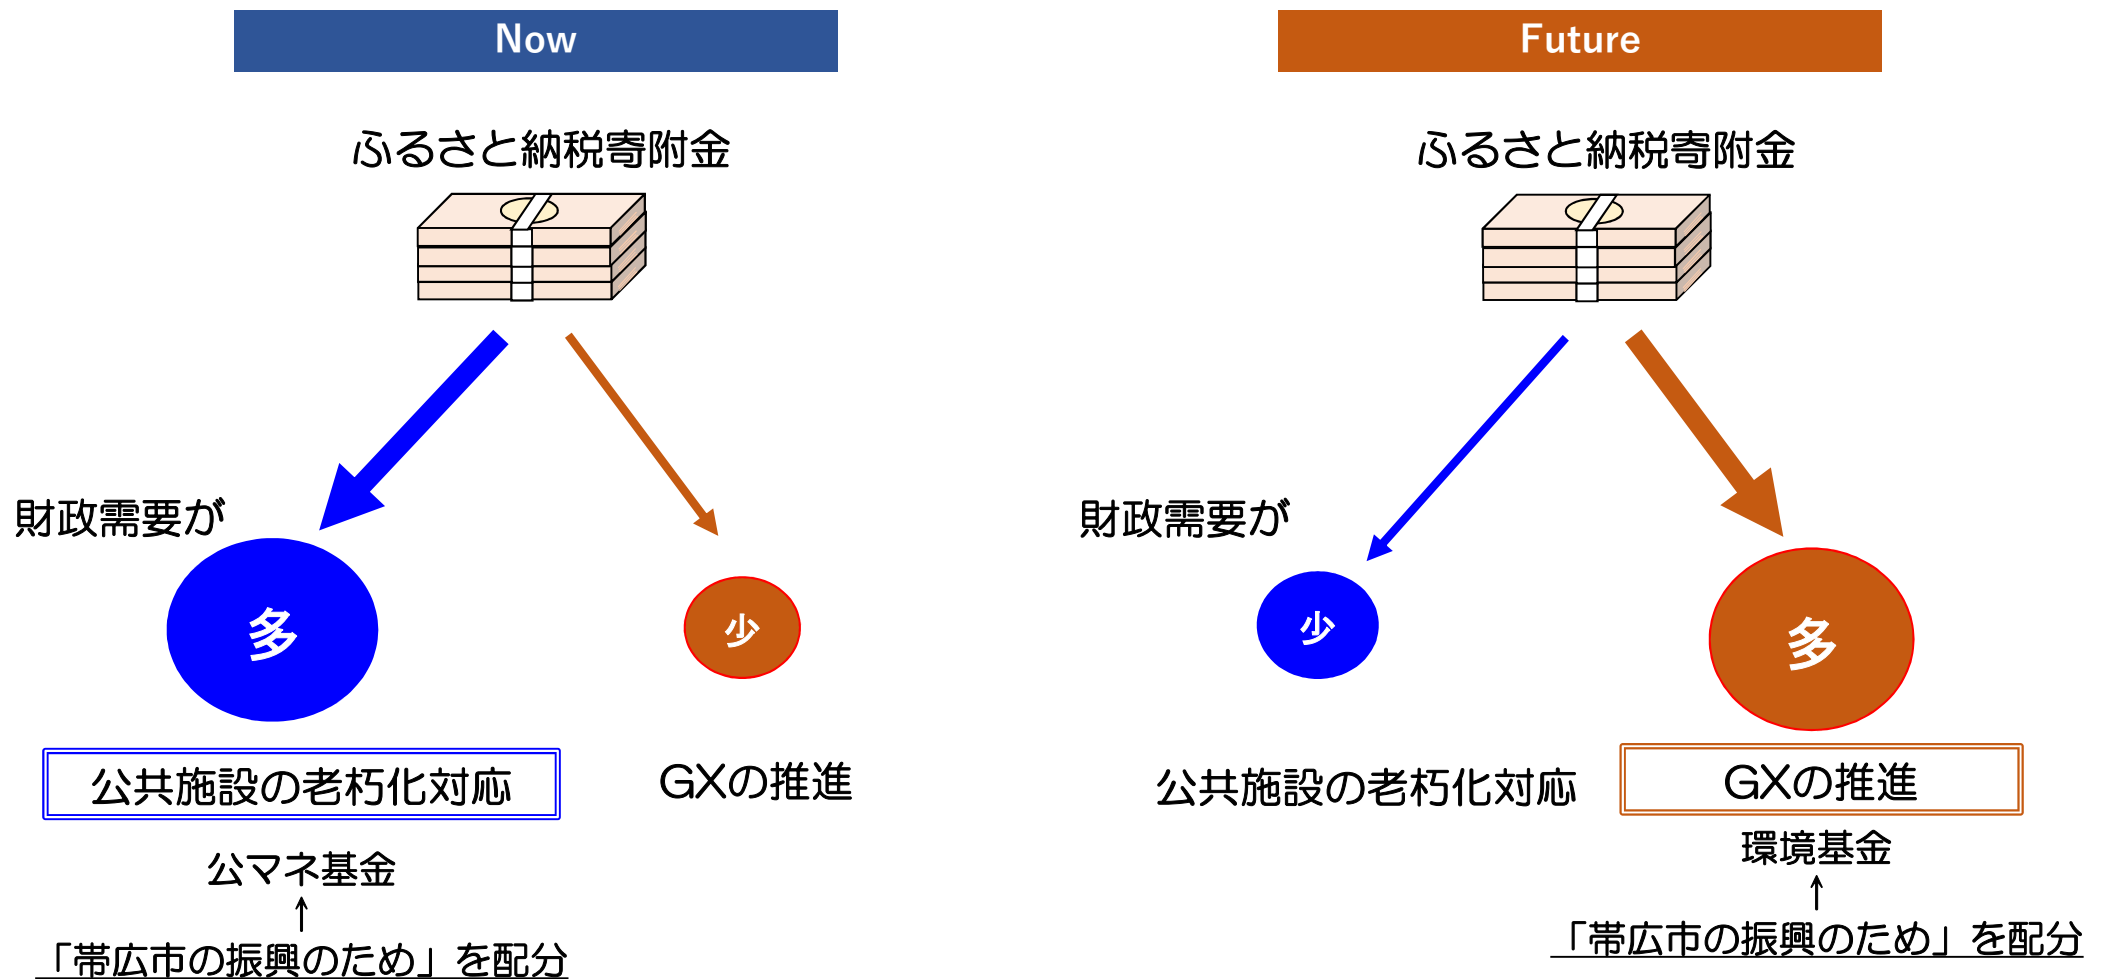 Now
ふるさと納税寄附金
財政需要が
多
少
公共施設の老朽化対応
GXの推進
公マネ基金
↑
「帯広市の振興のため」を配分
Future
ふるさと納税寄附金
財政需要が
少
多
公共施設の老朽化対応
GXの推進
環境基金
↑
「帯広市の振興のため」を配分